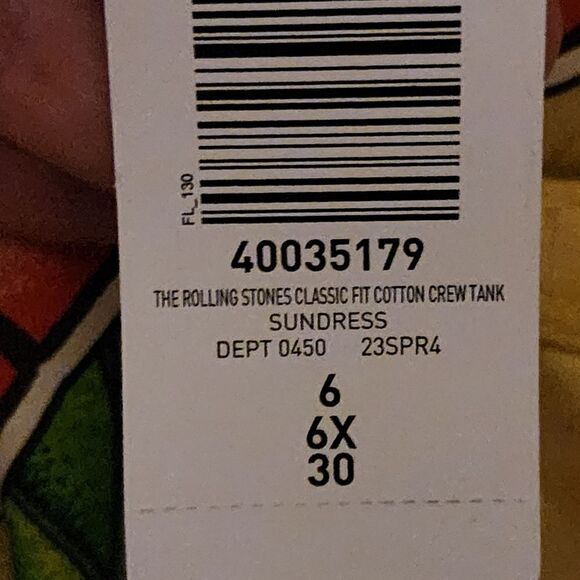 FL_130
40035179
THE ROLLING STONES CLASSIC FIT COTTON CREW TANK
SUNDRESS
DEPT 0450 23SPR4
6
6X
30